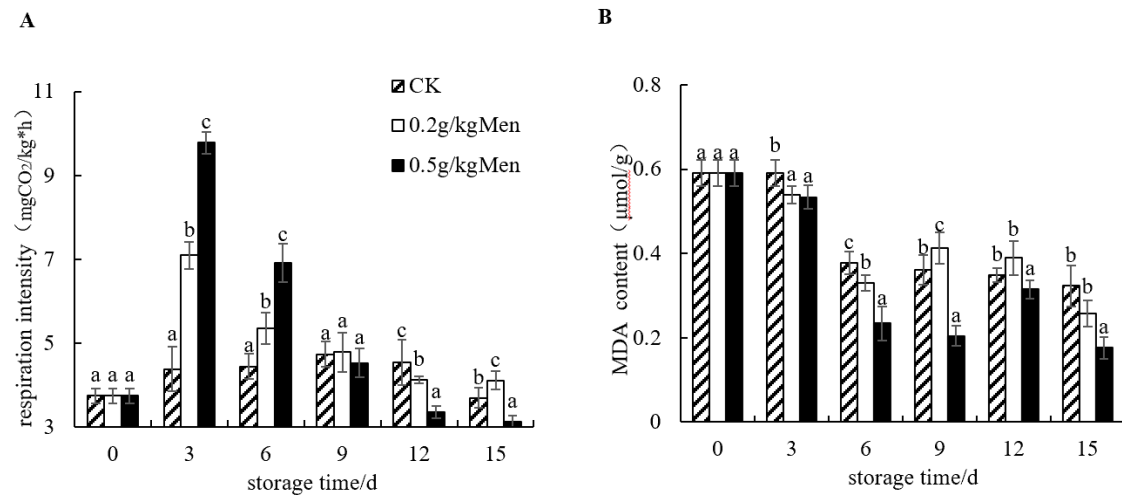 A
respiration intensity（mgCO₂/kg*h）
11
9
7
5
3
CK
0.2g/kgMen
0.5g/kgMen
a a a
a b c
a b c
a a a
c b a
b c a
0 3 6 9 12 15
storage time/d
B
MDA content（μmol/g）
0.8
0.6
0.4
0.2
0
a a a
b a a
c b a
b c a
b b a
b b a
0 3 6 9 12 15
storage time/d